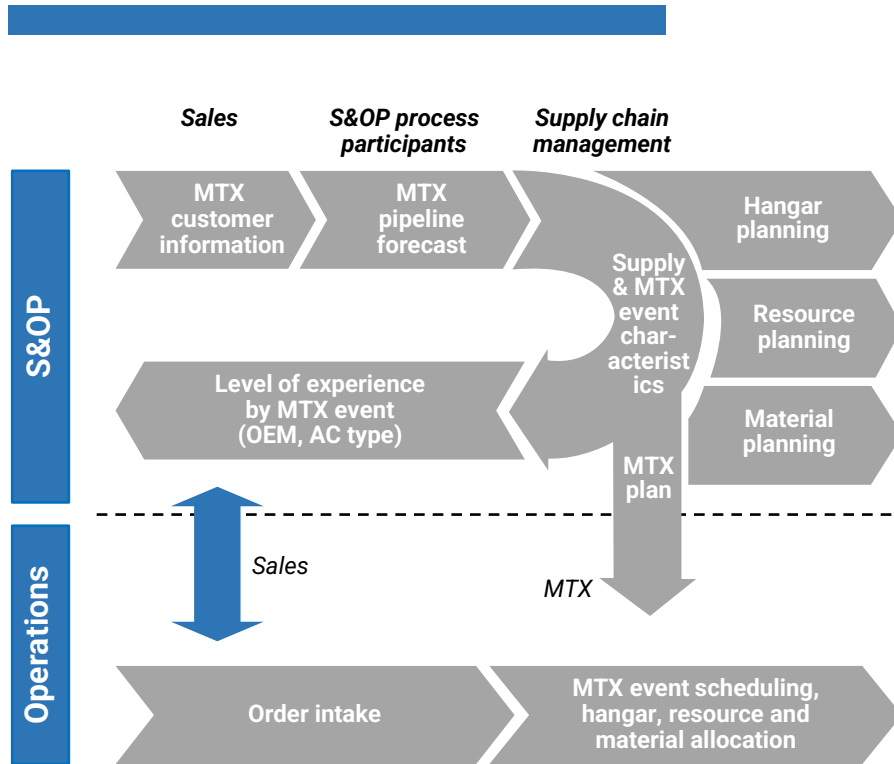 Sales
S&OP process
participants
Supply chain
management
S&OP
MTX
customer
information
MTX
pipeline
forecast
Supply
& MTX
event
char-
acterist
ics
Hangar
planning
Resource
planning
Material
planning
Level of experience
by MTX event
(OEM, AC type)
MTX
plan
Operations
Sales
MTX
Order intake
MTX event scheduling,
hangar, resource and
material allocation